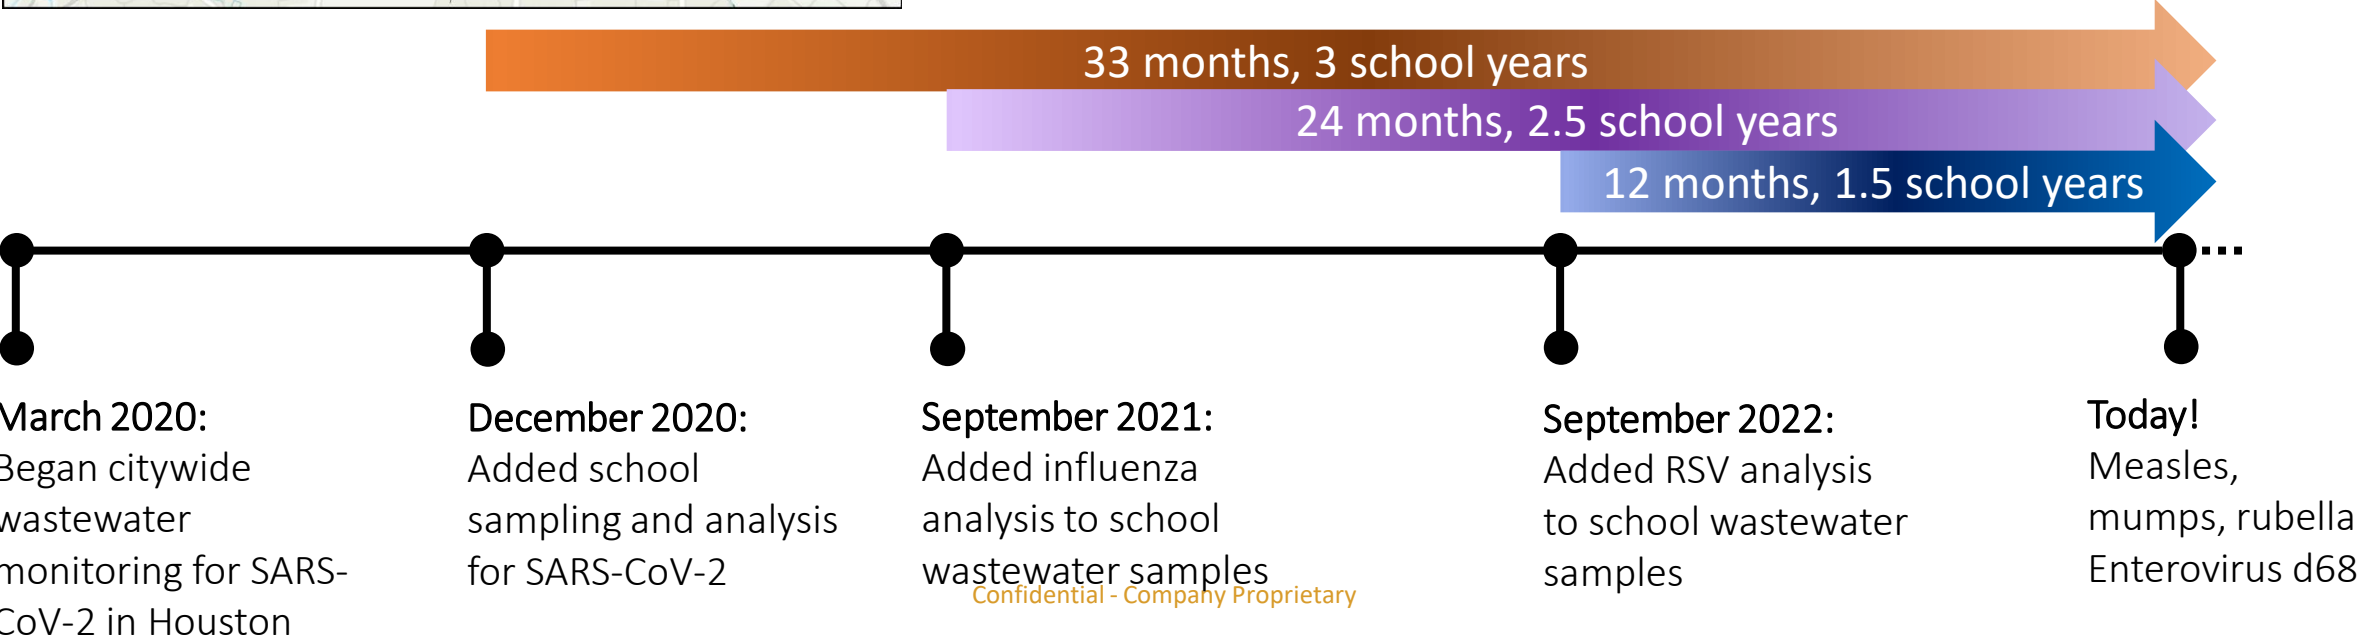 33 months, 3 school years
24 months, 2.5 school years
12 months, 1.5 school years
March 2020:
Began citywide
wastewater
monitoring for SARS-
CoV-2 in Houston
December 2020:
Added school
sampling and analysis
for SARS-CoV-2
September 2021:
Added influenza
analysis to school
wastewater samples
September 2022:
Added RSV analysis
to school wastewater
samples
Today!
Measles,
mumps, rubella
Enterovirus d68
Confidential - Company Proprietary